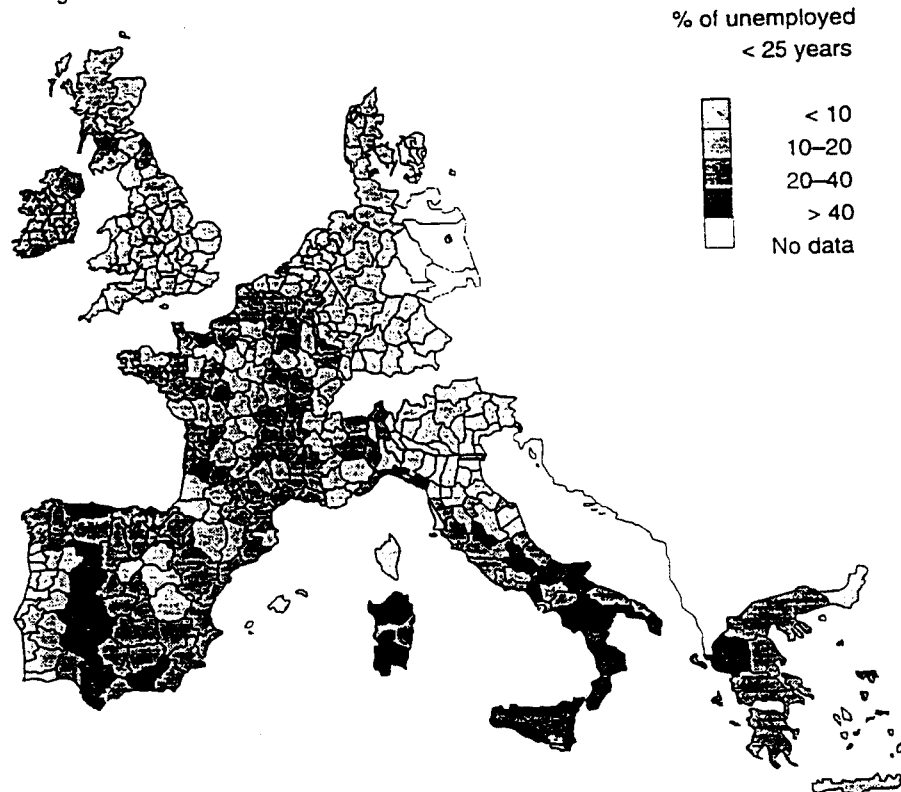 % of unemployed
< 25 years
< 10
10–20
20–40
> 40
No data